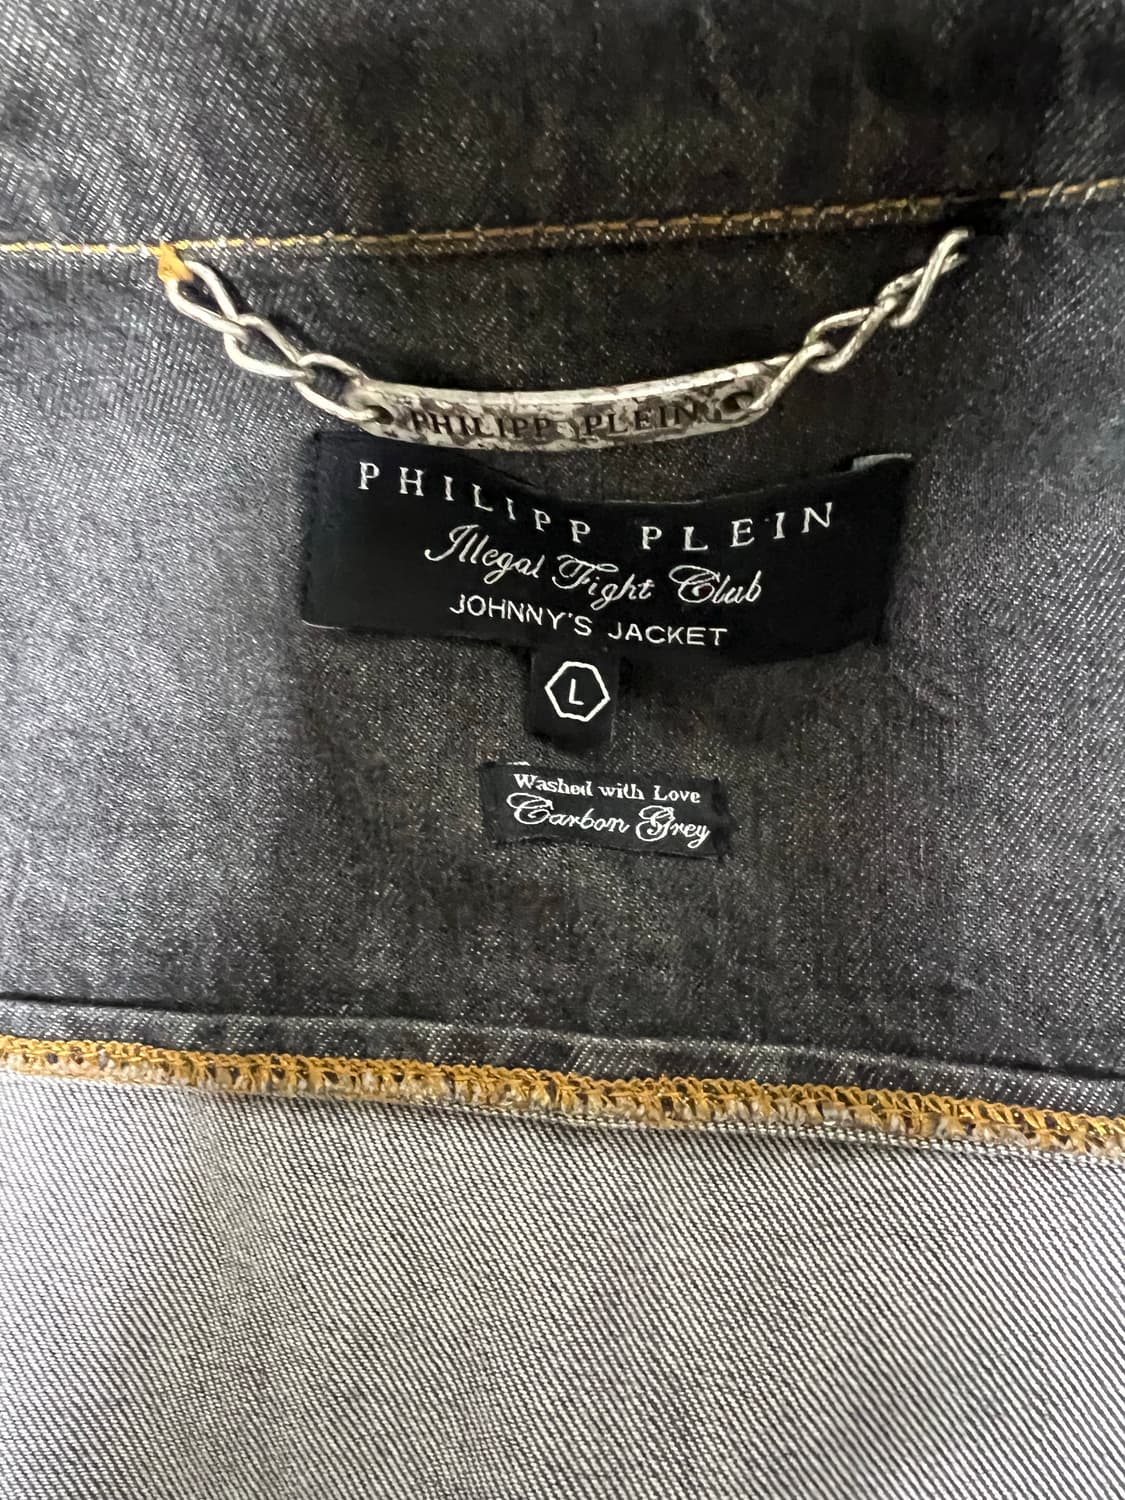 PHILIPP PLEIN
PHILIPP PLEIN
Illegal Fight Club
JOHNNY'S JACKET
L
Washed with Love
Carbon Grey